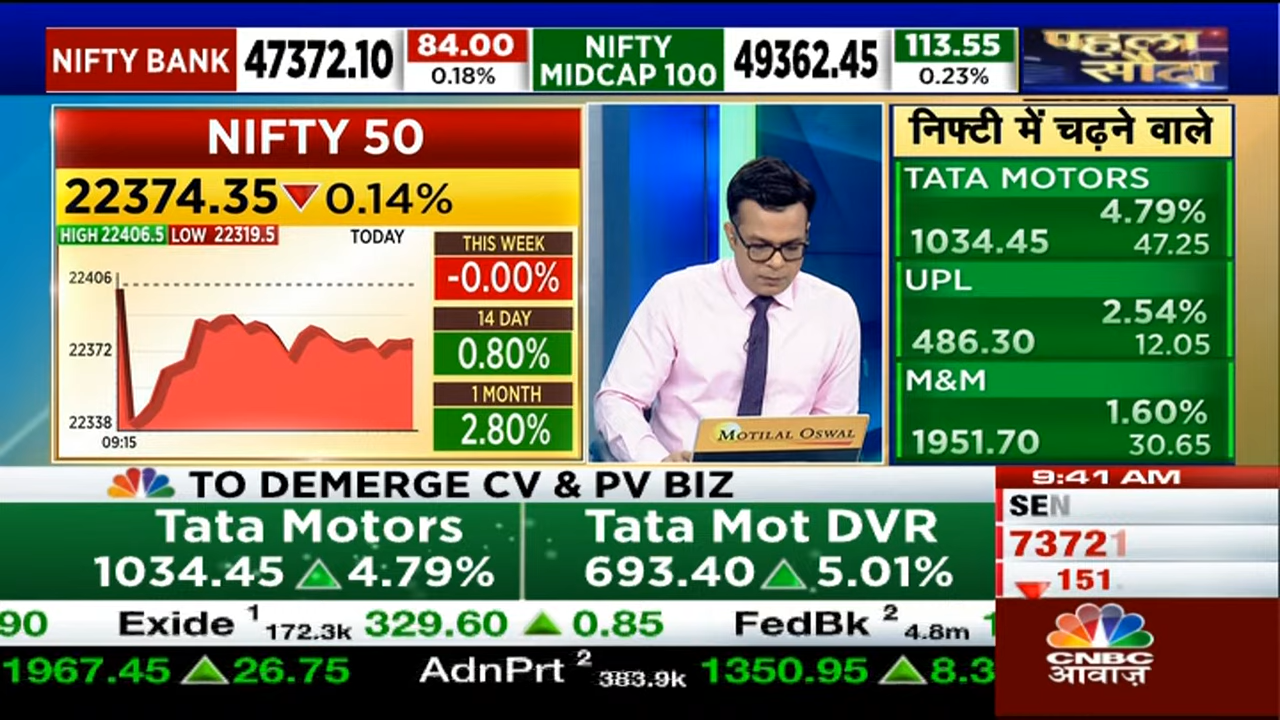 NIFTY BANK 47372.10 84.00 0.18%
NIFTY MIDCAP 100 49362.45 113.55 0.23%
पहला सौदा
NIFTY 50
22374.35 0.14%
HIGH 22406.5 LOW 22319.5 TODAY
22406
22372
22338
09:15
THIS WEEK
-0.00%
14 DAY
0.80%
1 MONTH
2.80%
MOTILAL OSWAL
निफ्टी में चढ़ने वाले
TATA MOTORS
4.79%
1034.45 47.25
UPL
2.54%
486.30 12.05
M&M
1.60%
1951.70 30.65
TO DEMERGE CV & PV BIZ
Tata Motors
1034.45 4.79%
Tata Mot DVR
693.40 5.01%
9:41 AM
SEN
73721
151
90 Exide 1 172.3k 329.60 0.85 FedBk 2 4.8m
1967.45 26.75 AdnPrt 2 383.9k 1350.95 8.3
CNBC
आवाज़